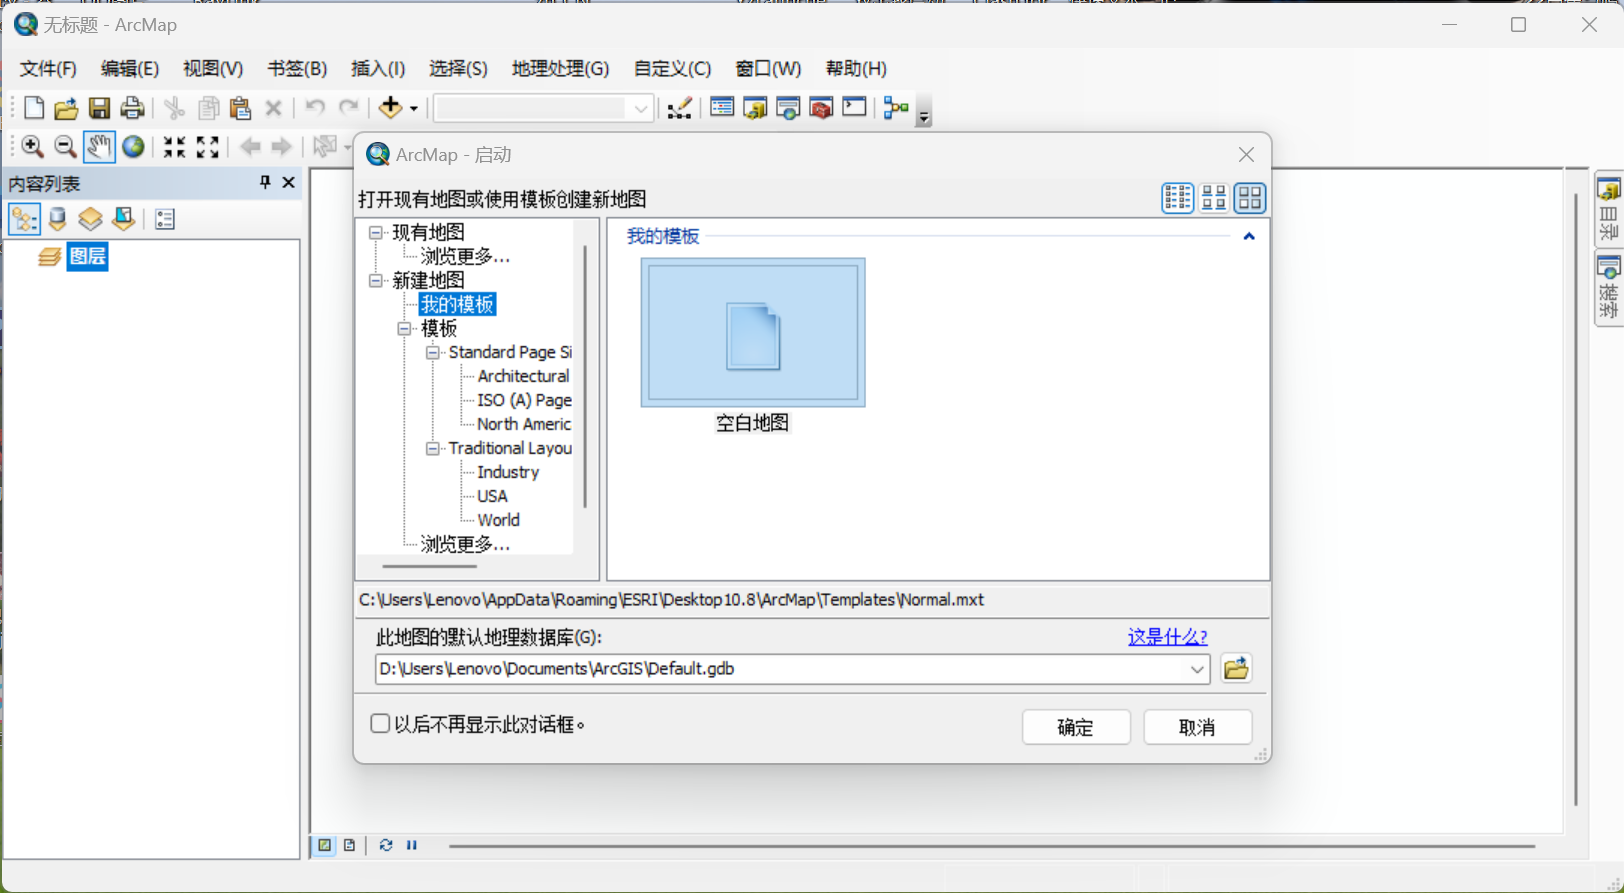 无标题 - ArcMap
文件(F) 编辑(E) 视图(V) 书签(B) 插入(I) 选择(S) 地理处理(G) 自定义(C) 窗口(W) 帮助(H)
内容列表
图层
ArcMap - 启动
打开现有地图或使用模板创建新地图
现有地图
浏览更多...
新建地图
我的模板
模板
Standard Page Si
Architectural
ISO (A) Page
North Americ
Traditional Layou
Industry
USA
World
浏览更多...
我的模板
空白地图
C:\Users\Lenovo\AppData\Roaming\ESRI\Desktop10.8\ArcMap\Templates\Normal.mxt
此地图的默认地理数据库(G):
这是什么?
D:\Users\Lenovo\Documents\ArcGIS\Default.gdb
以后不再显示此对话框。
确定
取消
目录
搜索